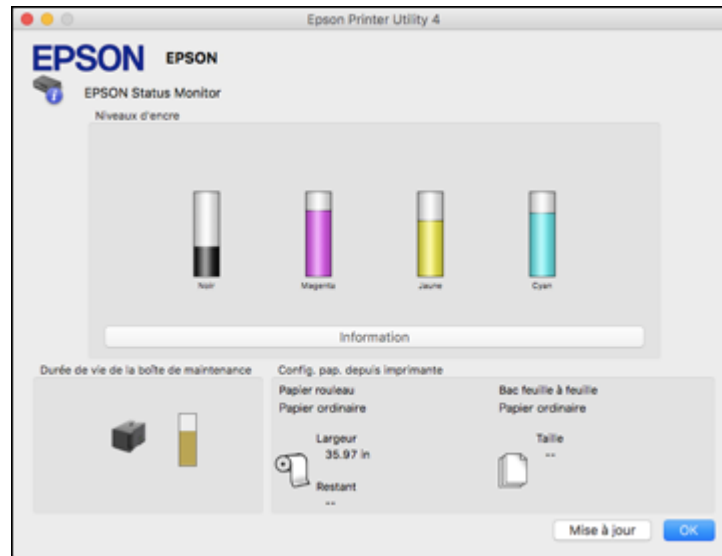 Epson Printer Utility 4
EPSON EPSON
EPSON Status Monitor
Niveaux d'encre
Noir Magenta Jaune Cyan
Information
Durée de vie de la boîte de maintenance Config. pap. depuis imprimante
Papier rouleau Bac feuille à feuille
Papier ordinaire Papier ordinaire
Largeur Taille
35.97 in --
Restant
--
Mise à jour OK